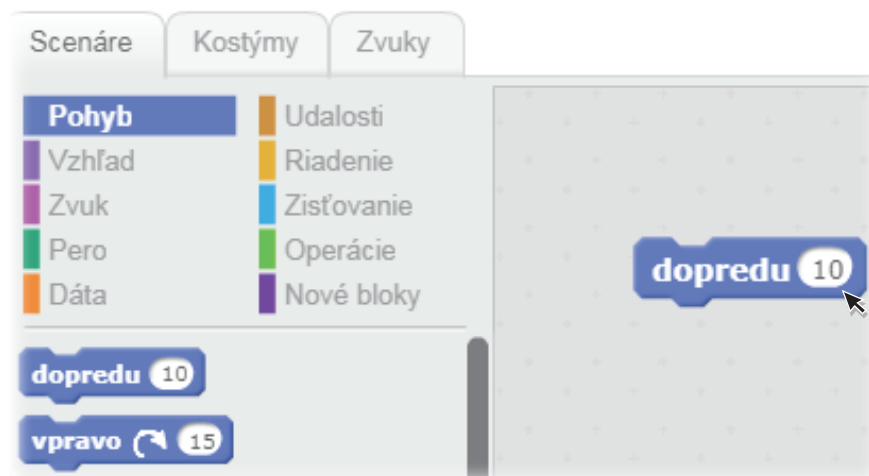 Scenáre Kostýmy Zvuky
Pohyb Udalosti
Vzhľad Riadenie
Zvuk Zisťovanie
Pero Operácie
Dáta Nové bloky
dopredu 10
vpravo 15
dopredu 10